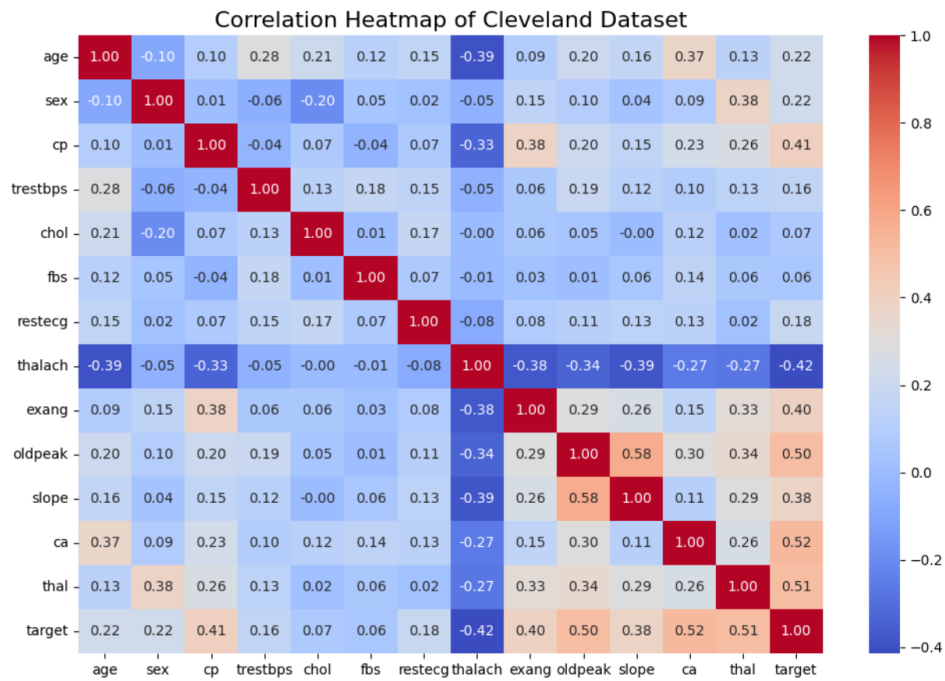 Correlation Heatmap of Cleveland Dataset
age 1.00 -0.10 0.10 0.28 0.21 0.12 0.15 -0.39 0.09 0.20 0.16 0.37 0.13 0.22
sex -0.10 1.00 0.01 -0.06 -0.20 0.05 0.02 -0.05 0.15 0.10 0.04 0.09 0.38 0.22
cp 0.10 0.01 1.00 -0.04 0.07 -0.04 0.07 -0.33 0.38 0.20 0.15 0.23 0.26 0.41
trestbps 0.28 -0.06 -0.04 1.00 0.13 0.18 0.15 -0.05 0.06 0.19 0.12 0.10 0.13 0.16
chol 0.21 -0.20 0.07 0.13 1.00 0.01 0.17 -0.00 0.06 0.05 -0.00 0.12 0.02 0.07
fbs 0.12 0.05 -0.04 0.18 0.01 1.00 0.07 -0.01 0.03 0.01 0.06 0.14 0.06 0.06
restecg 0.15 0.02 0.07 0.15 0.17 0.07 1.00 -0.08 0.08 0.11 0.13 0.13 0.02 0.18
thalach -0.39 -0.05 -0.33 -0.05 -0.00 -0.01 -0.08 1.00 -0.38 -0.34 -0.39 -0.27 -0.27 -0.42
exang 0.09 0.15 0.38 0.06 0.06 0.03 0.08 -0.38 1.00 0.29 0.26 0.15 0.33 0.40
oldpeak 0.20 0.10 0.20 0.19 0.05 0.01 0.11 -0.34 0.29 1.00 0.58 0.30 0.34 0.50
slope 0.16 0.04 0.15 0.12 -0.00 0.06 0.13 -0.39 0.26 0.58 1.00 0.11 0.29 0.38
ca 0.37 0.09 0.23 0.10 0.12 0.14 0.13 -0.27 0.15 0.30 0.11 1.00 0.26 0.52
thal 0.13 0.38 0.26 0.13 0.02 0.06 0.02 -0.27 0.33 0.34 0.29 0.26 1.00 0.51
target 0.22 0.22 0.41 0.16 0.07 0.06 0.18 -0.42 0.40 0.50 0.38 0.52 0.51 1.00
age sex cp trestbps chol fbs restecg thalach exang oldpeak slope ca thal target
1.0
0.8
0.6
0.4
0.2
0.0
-0.2
-0.4